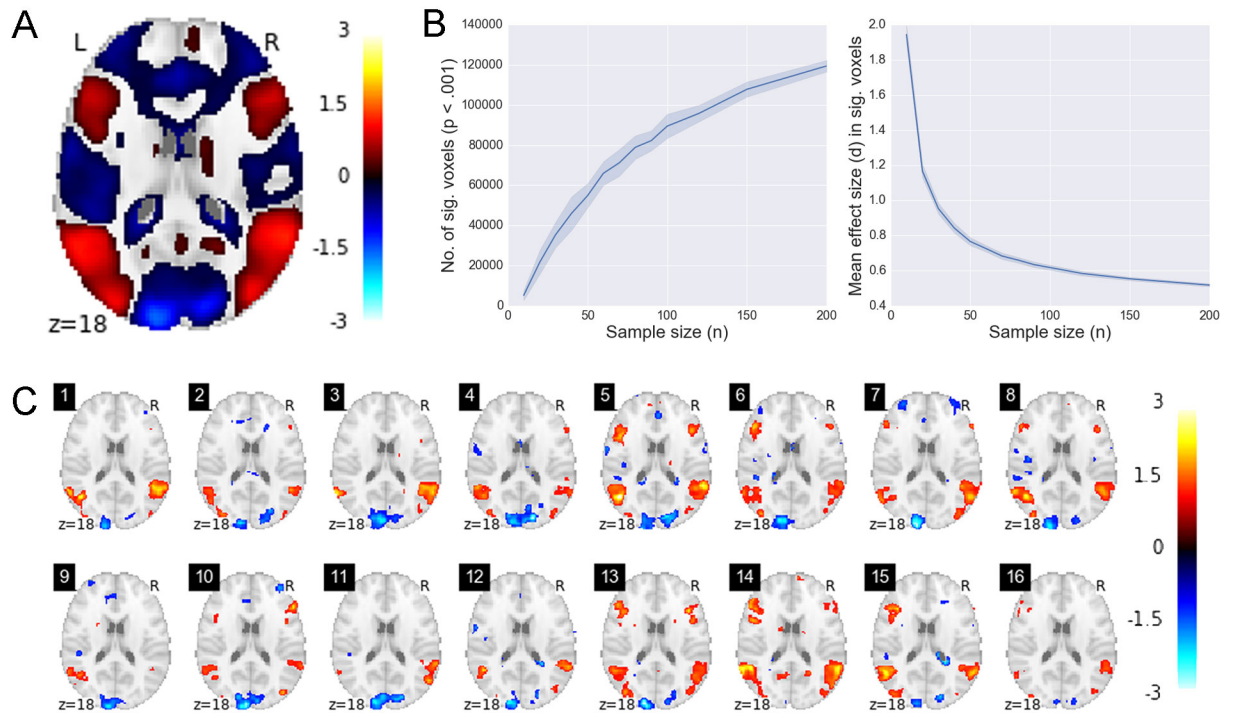 A
L
R
z=18
3
1.5
0
-1.5
-3
B
No. of sig. voxels (p < .001)
140000
120000
100000
80000
60000
40000
20000
0
0 50 100 150 200
Sample size (n)
Mean effect size (d) in sig. voxels
2.0
1.8
1.6
1.4
1.2
1.0
0.8
0.6
0.4
0 50 100 150 200
Sample size (n)
C
1 2 3 4 5 6 7 8
R R R R R R R R
z=18 z=18 z=18 z=18 z=18 z=18 z=18 z=18
9 10 11 12 13 14 15 16
R R R R R R R R
z=18 z=18 z=18 z=18 z=18 z=18 z=18 z=18
3
1.5
0
-1.5
-3